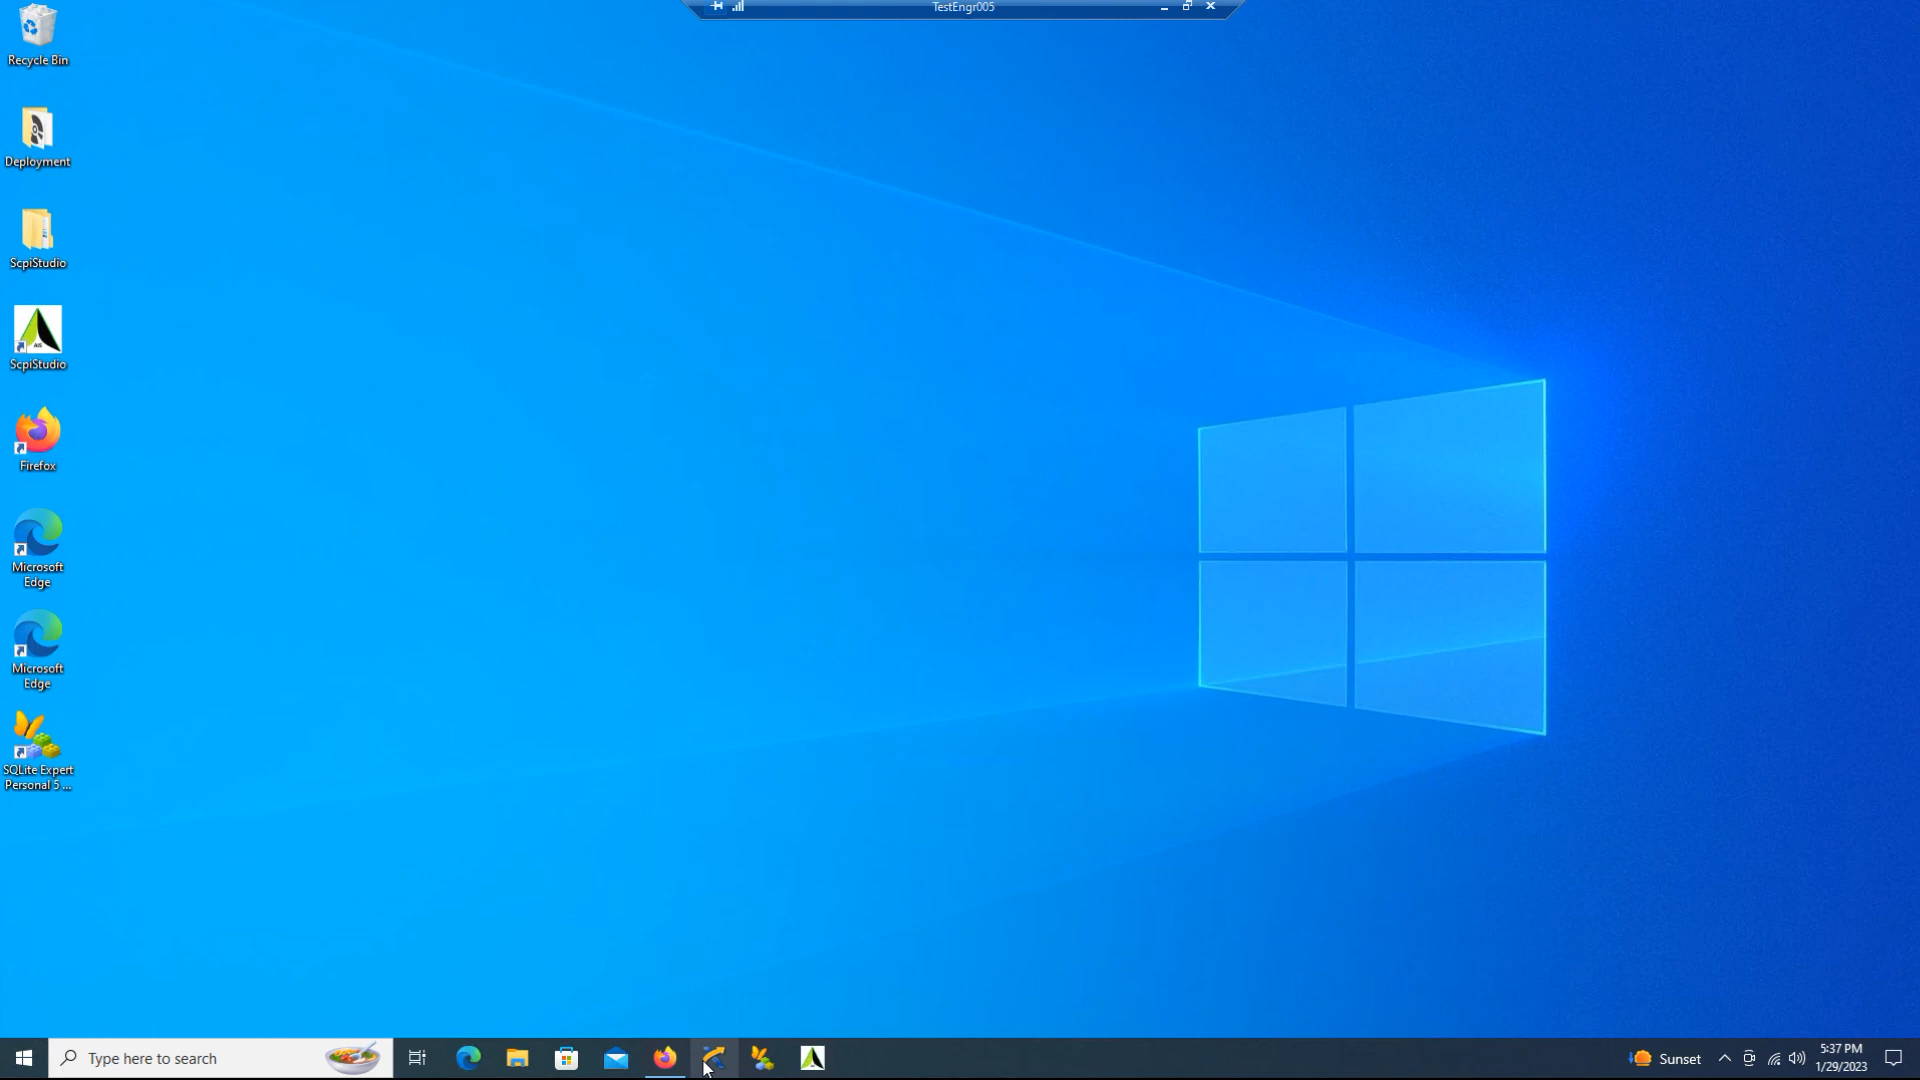 TestEngr005
Recycle Bin
Deployment
ScpiStudio
AIS
ScpiStudio
Firefox
Microsoft
Edge
Microsoft
Edge
SQLite Expert
Personal 5 ...
Type here to search
Sunset
5:37 PM
1/29/2023